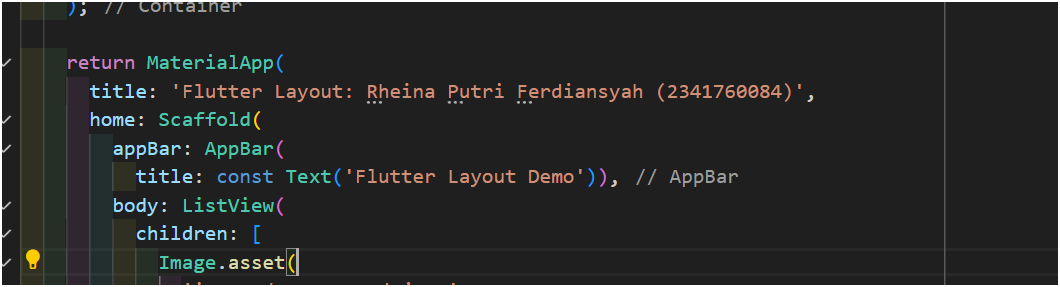 ); // Container
return MaterialApp(
title: 'Flutter Layout: Rheina Putri Ferdiansyah (2341760084)',
home: Scaffold(
appBar: AppBar(
title: const Text('Flutter Layout Demo')), // AppBar
body: ListView(
children: [
Image.asset(